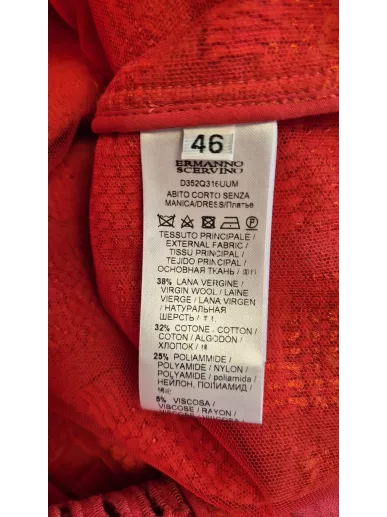 46
ERMANNO
SCERVINO
D352Q316UUM
ABITO CORTO SENZA
MANICA/DRESS/Платье
P
TESSUTO PRINCIPALE /
EXTERNAL FABRIC /
TISSU PRINCIPAL /
TEJIDO PRINCIPAL /
ОСНОВНАЯ ТКАНЬ /
38% LANA VERGINE /
VIRGIN WOOL / LAINE
VIERGE / LANA VIRGEN
/ НАТУРАЛЬНАЯ
ШЕРСТЬ /
32% COTONE / COTTON /
COTON / ALGODON /
ХЛОПОК / 棉
25% POLIAMMIDE /
POLYAMIDE / NYLON /
POLYAMIDE / poliamida /
НЕЙЛОН, ПОЛИАМИД /
5% VISCOSA /
VISCOSE / RAYON /